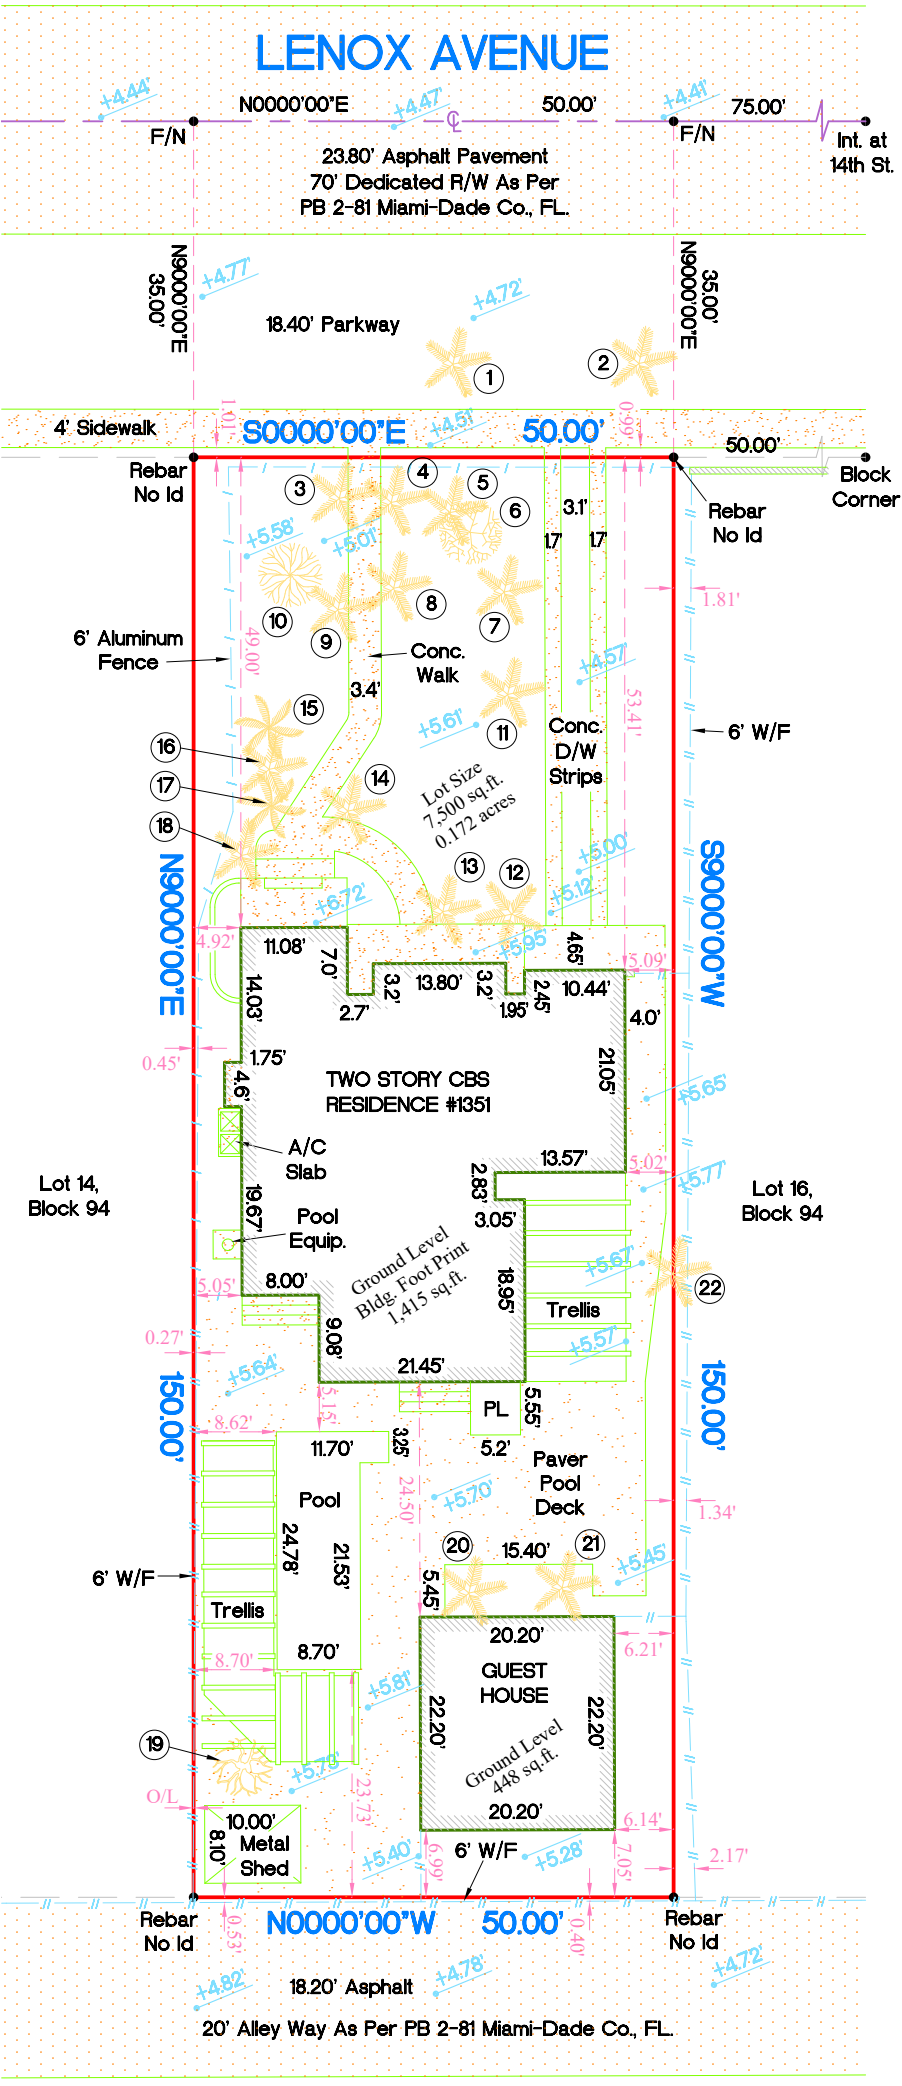 LENOX AVENUE
+4.44'
N0000'00"E
+4.47'
50.00'
+4.41'
75.00'
F/N
℄
F/N
Int. at
14th St.
23.80' Asphalt Pavement
70' Dedicated R/W As Per
PB 2-81 Miami-Dade Co., FL.
N9000'00"E
35.00'
+4.77'
+4.72'
35.00'
N9000'00"E
18.40' Parkway
1
2
4' Sidewalk
1.01'
S0000'00"E
+4.51'
50.00'
0.99'
50.00'
Rebar
No Id
Block
Corner
Rebar
No Id
3
4
5
6
3.1'
1.7'
1.7'
+5.58'
+5.01'
10
9
8
7
1.81'
6' Aluminum
Fence
49.00'
Conc.
Walk
3.4'
+4.57'
53.41'
15
16
17
18
14
11
+5.61'
Conc.
D/W
Strips
6' W/F
Lot Size
7,500 sq.ft.
0.172 acres
N9000'00"E
S9000'00"W
+5.00'
13
12
+5.12'
+6.72'
+5.95'
4.92'
11.08'
7.0'
2.7'
3.2'
13.80'
3.2'
1.95'
2.45'
4.65'
10.44'
5.09'
4.0'
14.03'
0.45'
1.75'
4.6'
21.05'
TWO STORY CBS
RESIDENCE #1351
+5.65'
A/C
Slab
13.57'
5.02'
2.83'
3.05'
+5.77'
Lot 14,
Block 94
Lot 16,
Block 94
19.67'
Pool
Equip.
Ground Level
Bldg. Foot Print
1,415 sq.ft.
18.95'
+5.67'
22
5.05'
8.00'
Trellis
0.27'
9.08'
+5.57'
+5.64'
21.45'
150.00'
150.00'
5.15'
PL
5.55'
5.2'
8.62'
11.70'
3.25'
Paver
Pool
Deck
Pool
24.50'
+5.70'
1.34'
24.78'
21.53'
20
15.40'
21
+5.45'
6' W/F
5.45'
Trellis
20.20'
6.21'
8.70'
8.70'
GUEST
HOUSE
+5.81'
22.20'
22.20'
19
+5.73'
Ground Level
448 sq.ft.
O/L
23.73'
10.00'
8.10'
Metal
Shed
20.20'
6.14'
6' W/F
+5.40'
6.99'
+5.28'
7.05'
2.17'
Rebar
No Id
0.53'
N0000'00"W
50.00'
0.40'
Rebar
No Id
+4.82'
18.20' Asphalt
+4.78'
+4.72'
20' Alley Way As Per PB 2-81 Miami-Dade Co., FL.